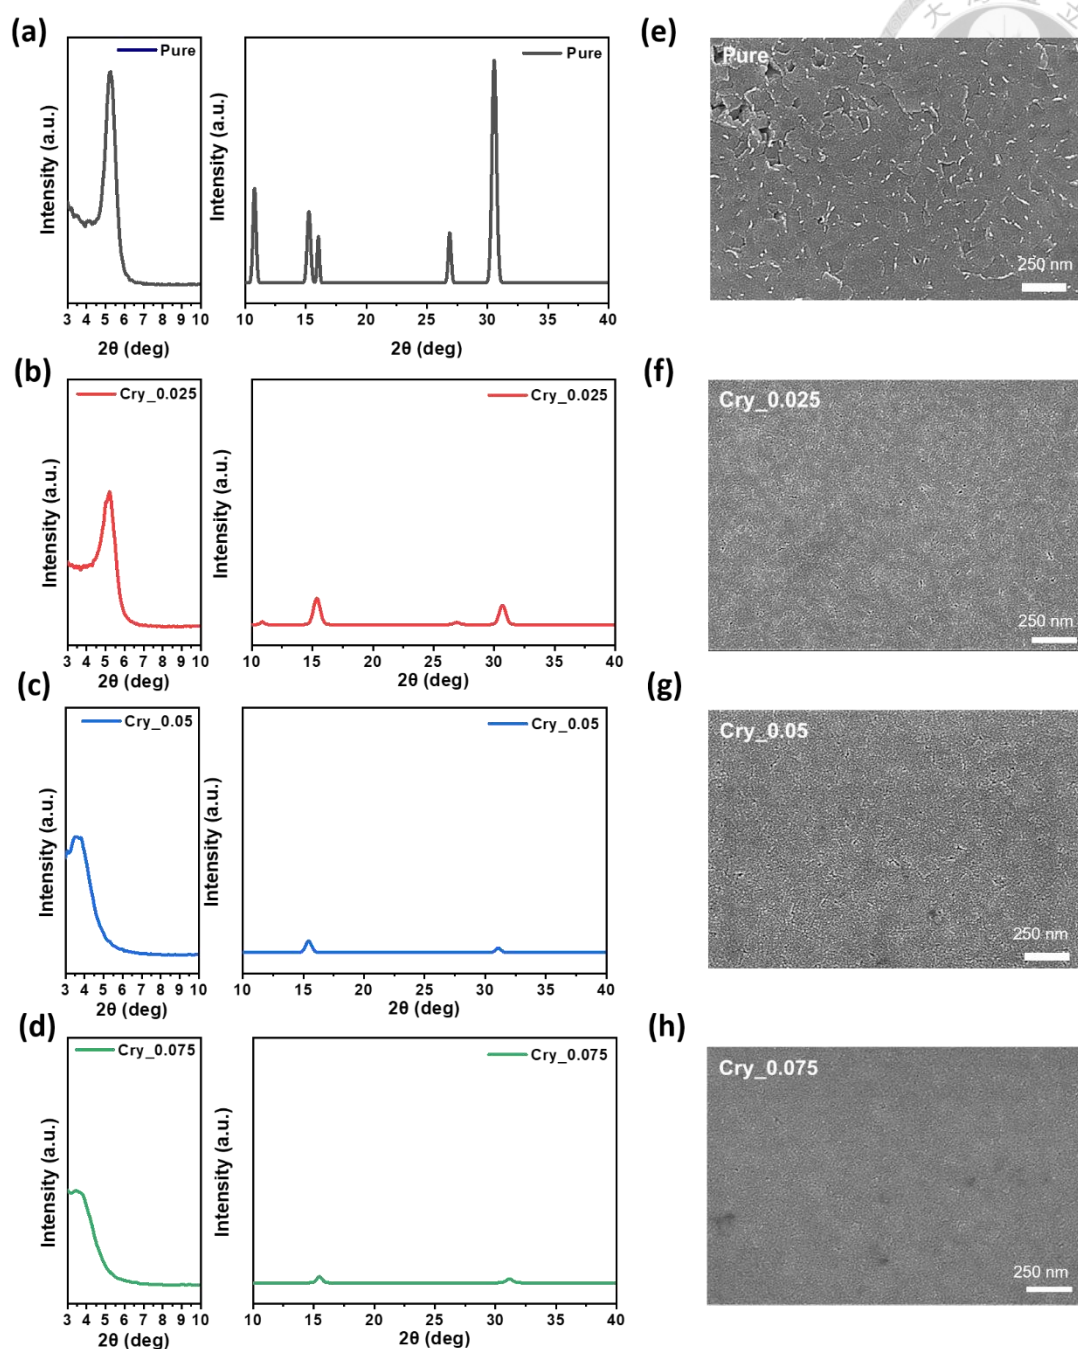 (a)
Pure
Intensity (a.u.)
3 4 5 6 7 8 9 10
2θ (deg)
Pure
Intensity (a.u.)
10 15 20 25 30 35 40
2θ (deg)
(e)
大 立
Pure
250 nm
(b)
Cry_0.025
Intensity (a.u.)
3 4 5 6 7 8 9 10
2θ (deg)
Cry_0.025
Intensity (a.u.)
10 15 20 25 30 35 40
2θ (deg)
(f)
Cry_0.025
250 nm
(c)
Cry_0.05
Intensity (a.u.)
3 4 5 6 7 8 9 10
2θ (deg)
Cry_0.05
Intensity (a.u.)
10 15 20 25 30 35 40
2θ (deg)
(g)
Cry_0.05
250 nm
(d)
Cry_0.075
Intensity (a.u.)
3 4 5 6 7 8 9 10
2θ (deg)
Cry_0.075
Intensity (a.u.)
10 15 20 25 30 35 40
2θ (deg)
(h)
Cry_0.075
250 nm